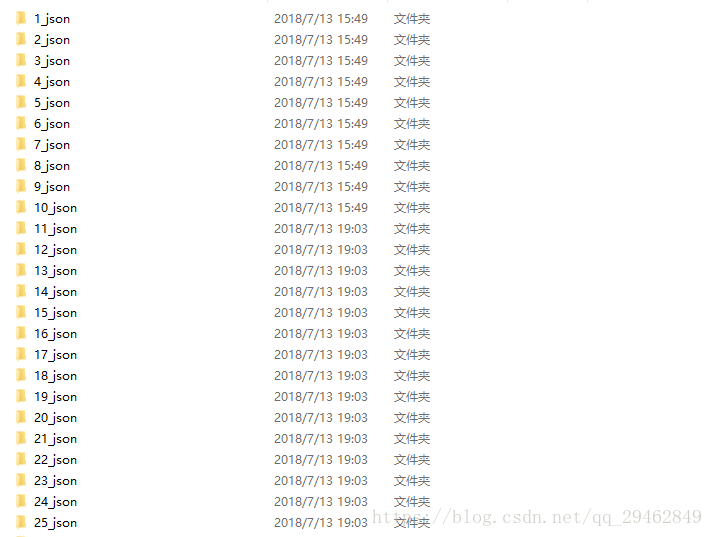 1_json 2018/7/13 15:49 文件夹
2_json 2018/7/13 15:49 文件夹
3_json 2018/7/13 15:49 文件夹
4_json 2018/7/13 15:49 文件夹
5_json 2018/7/13 15:49 文件夹
6_json 2018/7/13 15:49 文件夹
7_json 2018/7/13 15:49 文件夹
8_json 2018/7/13 15:49 文件夹
9_json 2018/7/13 15:49 文件夹
10_json 2018/7/13 15:49 文件夹
11_json 2018/7/13 19:03 文件夹
12_json 2018/7/13 19:03 文件夹
13_json 2018/7/13 19:03 文件夹
14_json 2018/7/13 19:03 文件夹
15_json 2018/7/13 19:03 文件夹
16_json 2018/7/13 19:03 文件夹
17_json 2018/7/13 19:03 文件夹
18_json 2018/7/13 19:03 文件夹
19_json 2018/7/13 19:03 文件夹
20_json 2018/7/13 19:03 文件夹
21_json 2018/7/13 19:03 文件夹
22_json 2018/7/13 19:03 文件夹
23_json 2018/7/13 19:03 文件夹
24_json 2018/7/13 19:03 文件夹
25_json 2018/7/13 19:03 文件夹
https://blog.csdn.net/qq_29462849